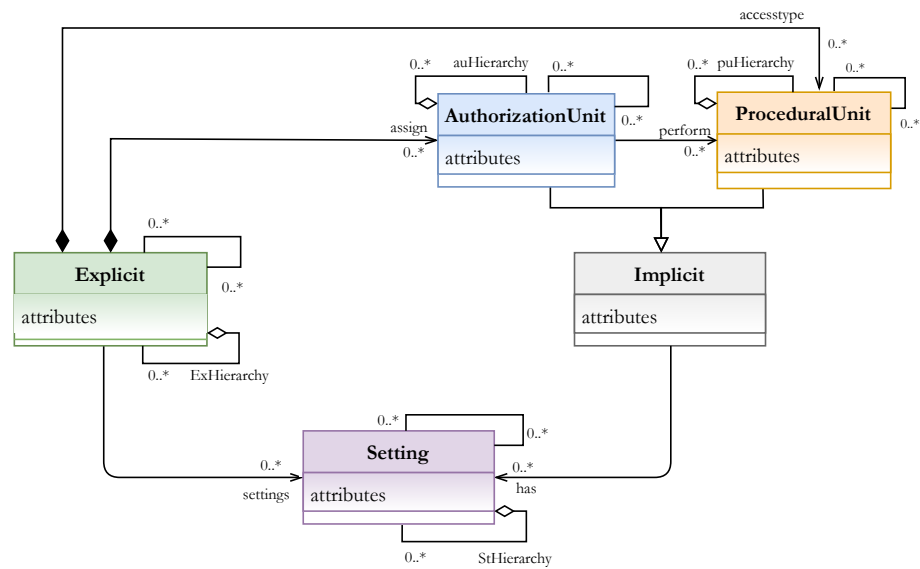 accesstype
0..*
0..*
auHierarchy
0..*
0..*
puHierarchy
0..*
AuthorizationUnit
0..*
ProceduralUnit
0..*
assign
0..*
perform
0..*
attributes
attributes
0..*
Explicit
0..*
Implicit
attributes
attributes
0..*
ExHierarchy
0..*
0..*
Setting
0..*
settings
0..*
has
attributes
0..*
StHierarchy